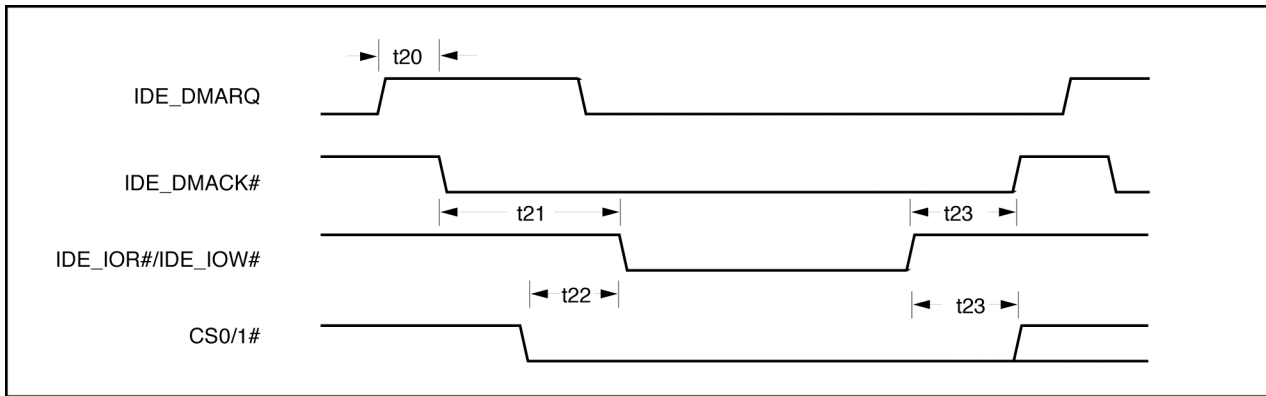 t20
IDE_DMARQ
IDE_DMACK#
t21
t23
IDE_IOR#/IDE_IOW#
t22
t23
CS0/1#